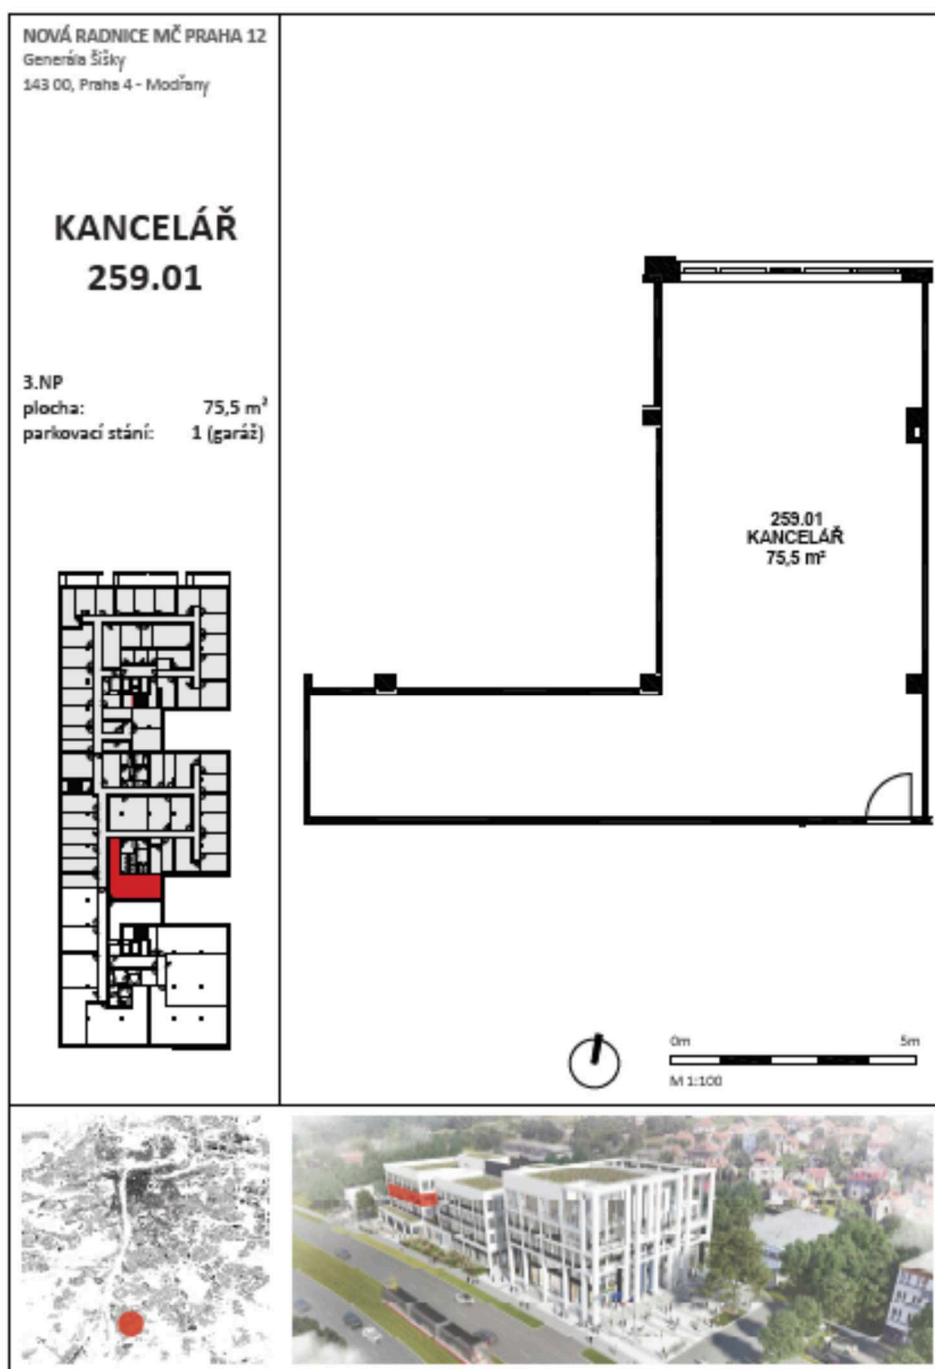 NOVÁ RADNICE MČ PRAHA 12
Generála Šišky
143 00, Praha 4 - Modřany
KANCELÁŘ
259.01
3.NP
plocha: 75,5 m²
parkovací stání: 1 (garáž)
259.01
KANCELÁŘ
75,5 m²
0m 5m
M 1:100